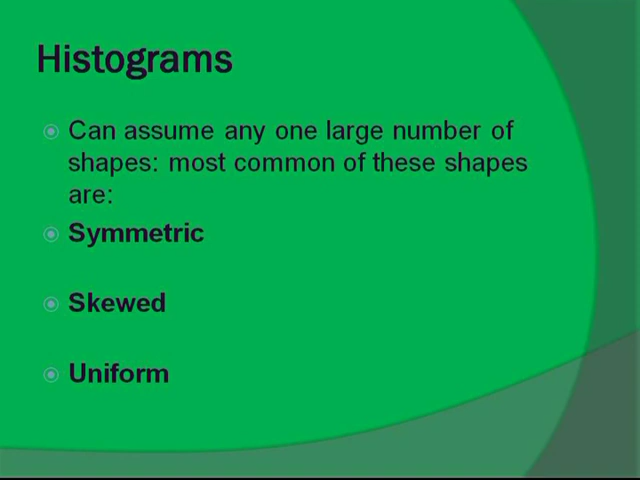 Histograms
Can assume any one large number of
shapes: most common of these shapes
are:
Symmetric
Skewed
Uniform